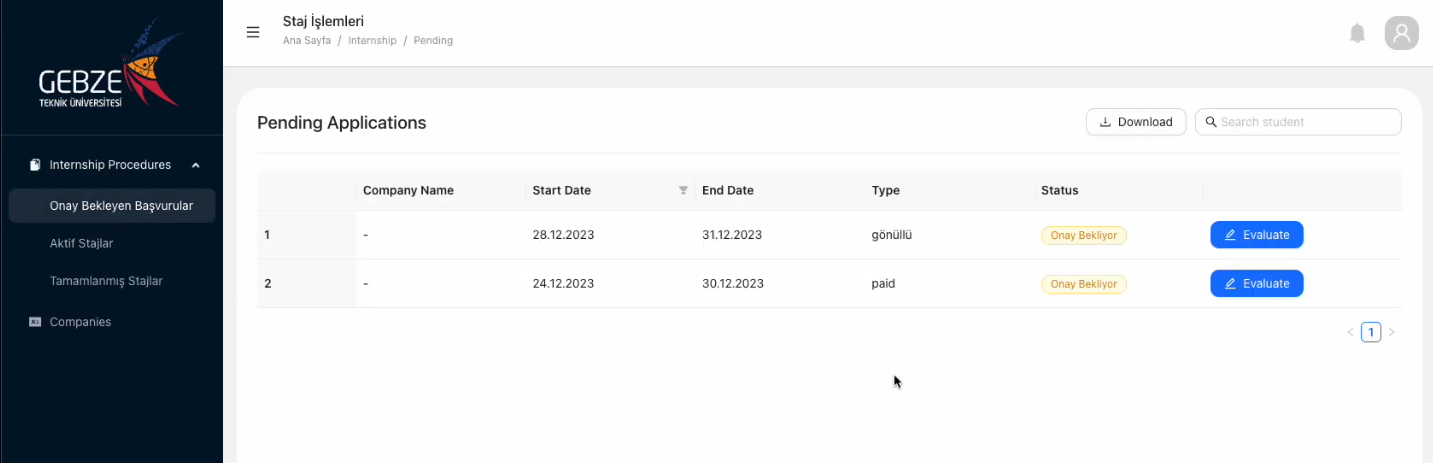 GEBZE
TEKNİK ÜNİVERSİTESİ
Internship Procedures
Onay Bekleyen Başvurular
Aktif Stajlar
Tamamlanmış Stajlar
Companies
Staj İşlemleri
Ana Sayfa / Internship / Pending
Pending Applications
Download
Search student
Company Name Start Date End Date Type Status
1 - 28.12.2023 31.12.2023 gönüllü Onay Bekliyor Evaluate
2 - 24.12.2023 30.12.2023 paid Onay Bekliyor Evaluate
< 1 >